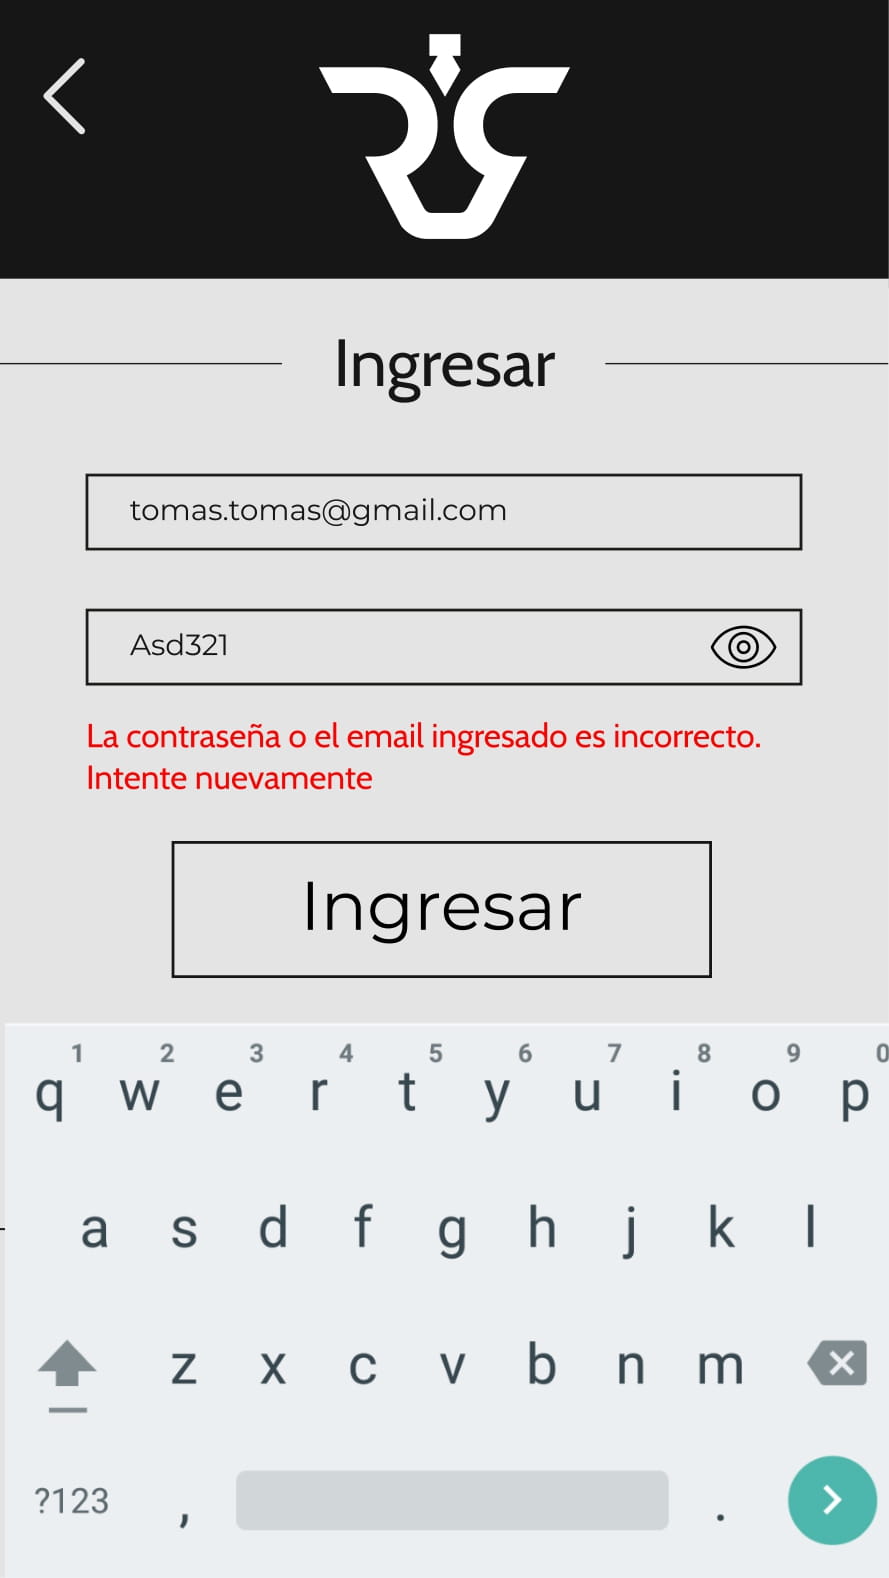 Ingresar
tomas.tomas@gmail.com
Asd321
La contraseña o el email ingresado es incorrecto.
Intente nuevamente
Ingresar
1 2 3 4 5 6 7 8 9 0
q w e r t y u i o p
a s d f g h j k l
z x c v b n m
?123 , .